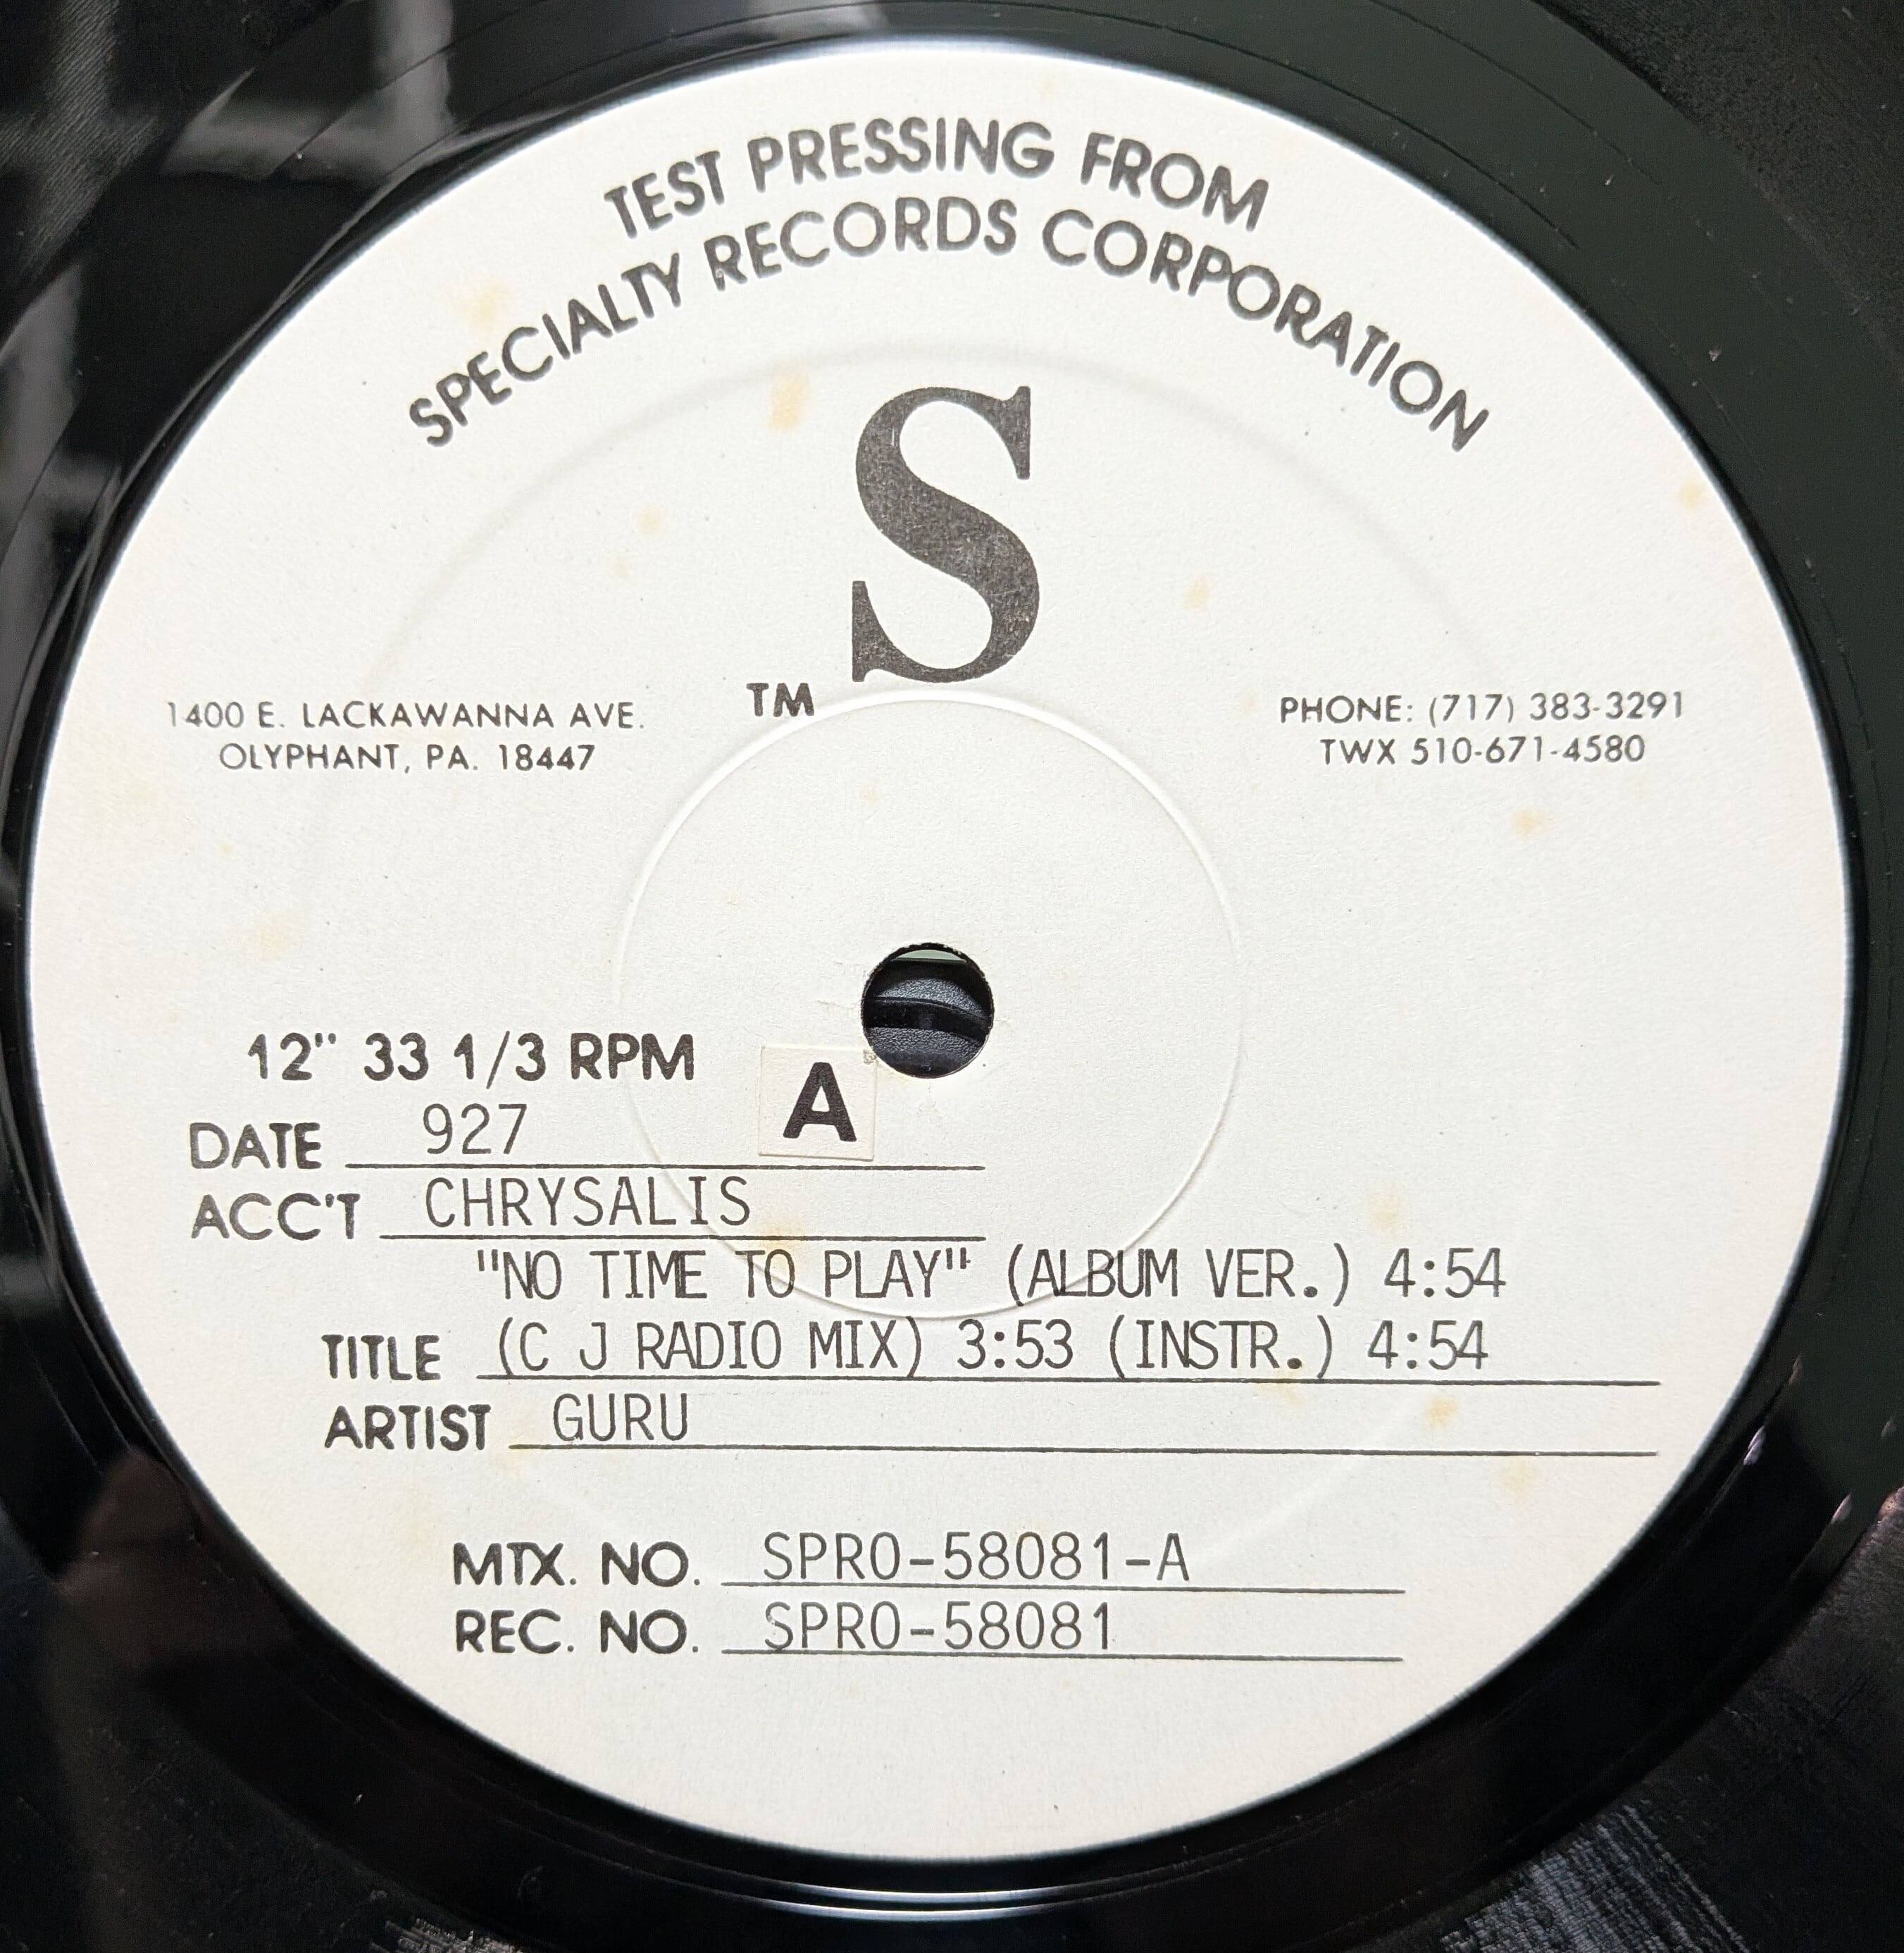 TEST PRESSING FROM
SPECIALTY RECORDS CORPORATION
S
TM
1400 E. LACKAWANNA AVE.
OLYPHANT, PA. 18447
PHONE: (717) 383-3291
TWX 510-671-4580
12" 33 1/3 RPM
A
DATE 927
ACC'T CHRYSALIS
"NO TIME TO PLAY" (ALBUM VER.) 4:54
TITLE (C J RADIO MIX) 3:53 (INSTR.) 4:54
ARTIST GURU
MTX. NO. SPRO-58081-A
REC. NO. SPRO-58081